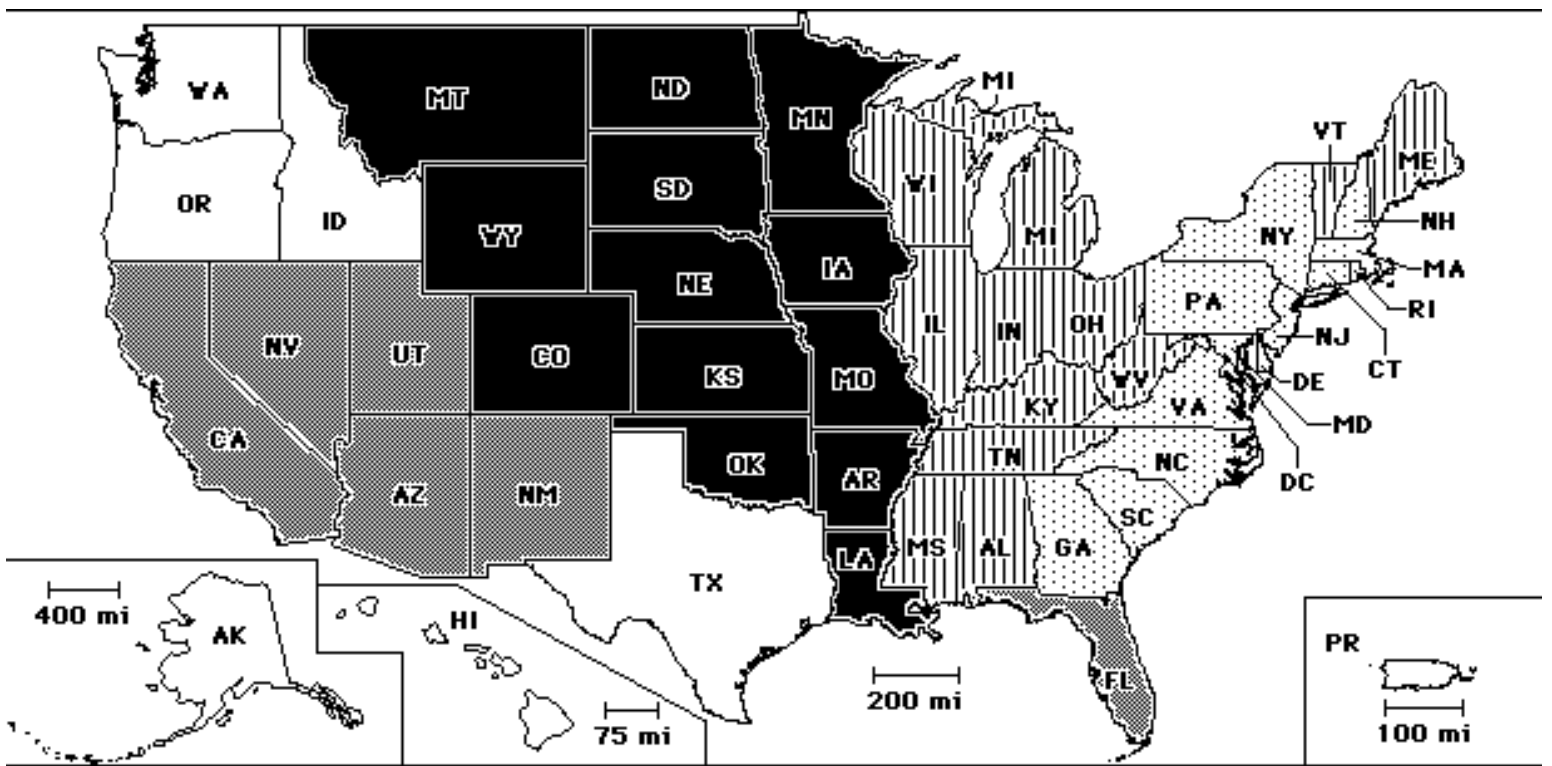 MI
WA
MT
ND
MN
VT
ME
OR
ID
SD
WI
MI
NH
WY
NY
IA
MA
NE
PA
RI
NV
UT
CO
IL
IN
OH
NJ
KS
MO
WV
DE
CT
CA
KY
VA
MD
AZ
NM
OK
AR
TN
NC
DC
SC
MS
AL
GA
LA
TX
400 mi
AK
HI
PR
FL
200 mi
75 mi
100 mi